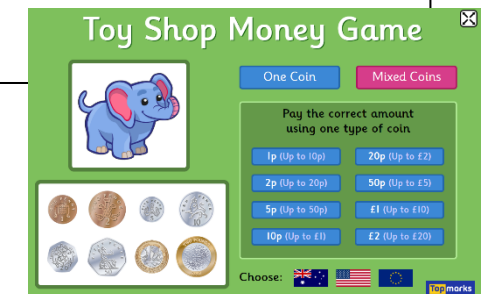 Toy Shop Money Game
One Coin
Mixed Coins
Pay the correct amount
using one type of coin
1p (Up to 10p)
20p (Up to £2)
2p (Up to 20p)
50p (Up to £5)
5p (Up to 50p)
£1 (Up to £10)
10p (Up to £1)
£2 (Up to £20)
Choose:
Topmarks